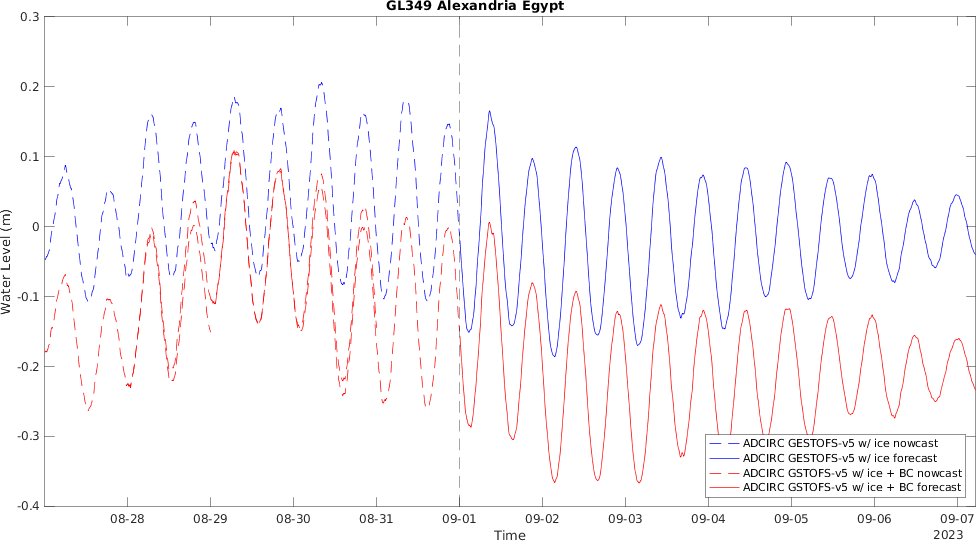 GL349 Alexandria Egypt
0.3
0.2
0.1
0
-0.1
-0.2
-0.3
-0.4
Water Level (m)
ADCIRC GESTOFS-v5 w/ ice nowcast
ADCIRC GESTOFS-v5 w/ ice forecast
ADCIRC GSTOFS-v5 w/ ice + BC nowcast
ADCIRC GSTOFS-v5 w/ ice + BC forecast
08-28 08-29 08-30 08-31 09-01 09-02 09-03 09-04 09-05 09-06 09-07
Time 2023